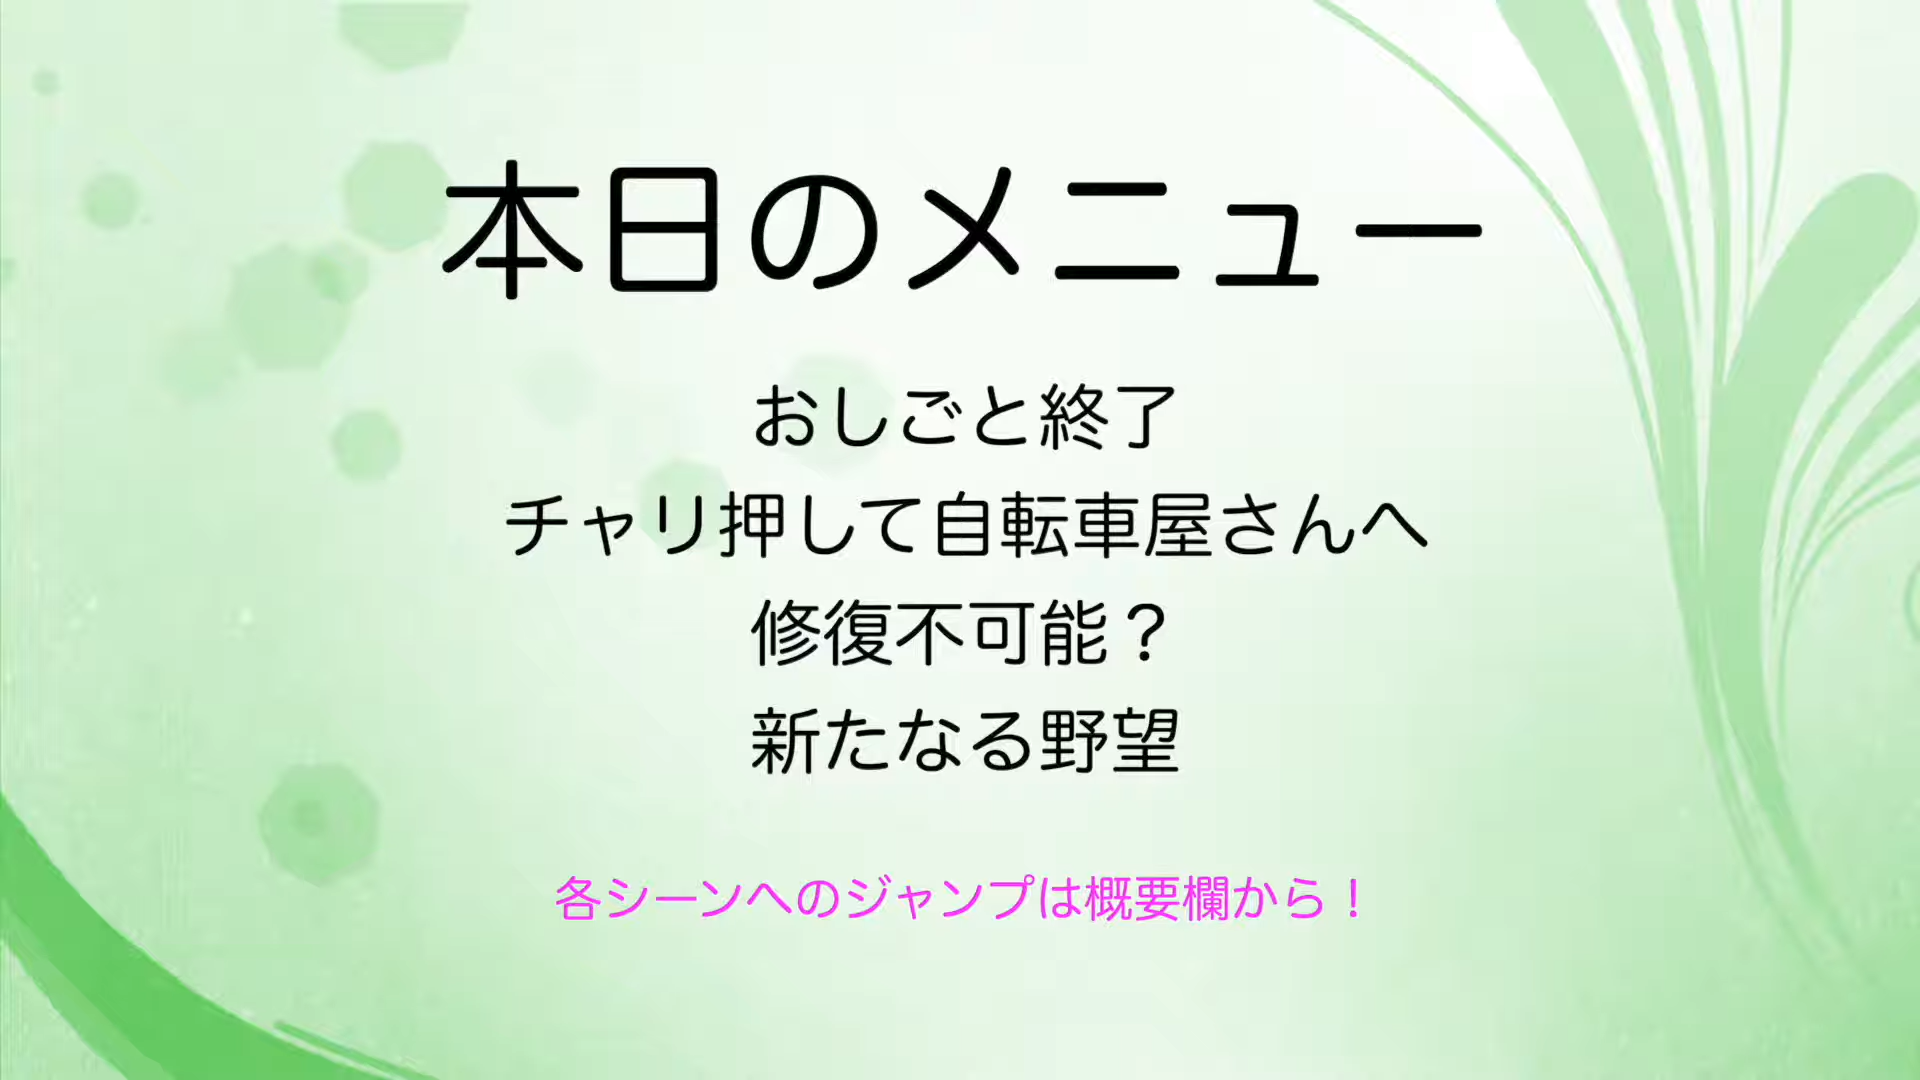 本日のメニュー
おしごと終了
チャリ押して自転車屋さんへ
修復不可能？
新たなる野望
各シーンへのジャンプは概要欄から！